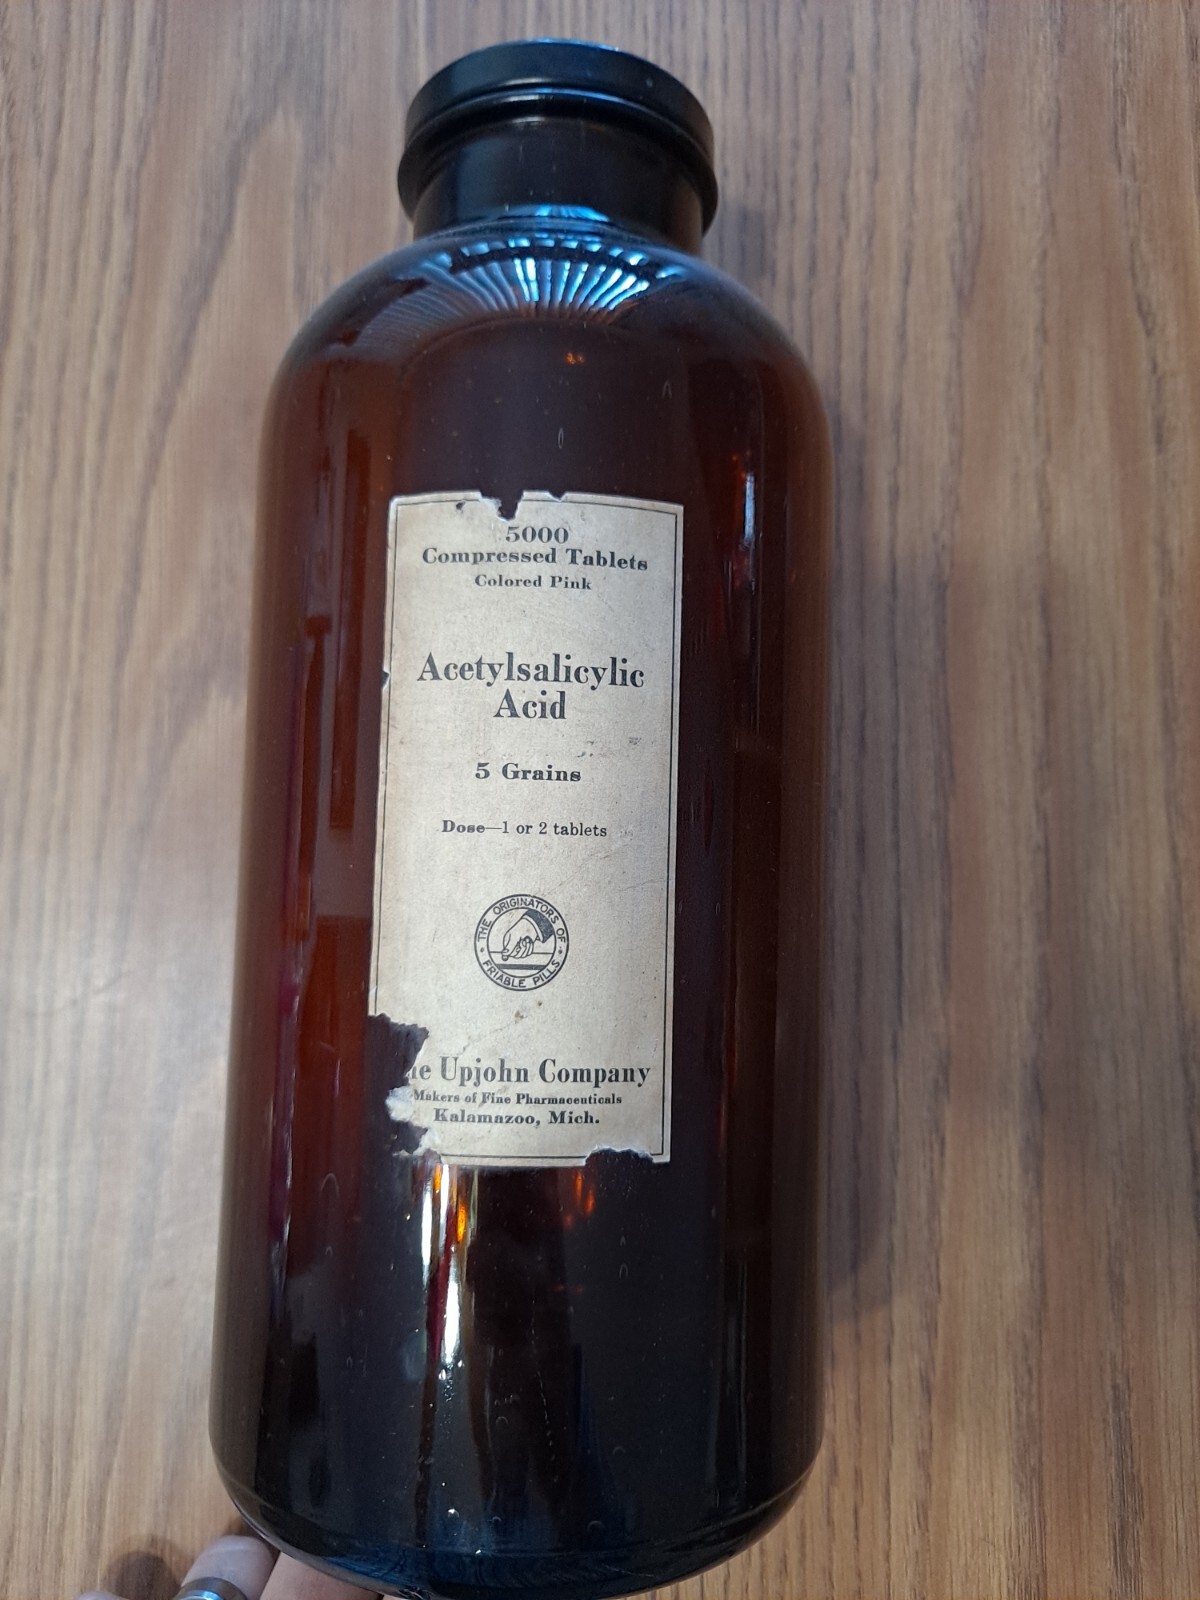 5000
Compressed Tablets
Colored Pink
Acetylsalicylic
Acid
5 Grains
Dose—1 or 2 tablets
THE ORIGINATORS OF
FRIABLE PILLS
Upjohn Company
Makers of Fine Pharmaceuticals
Kalamazoo, Mich.